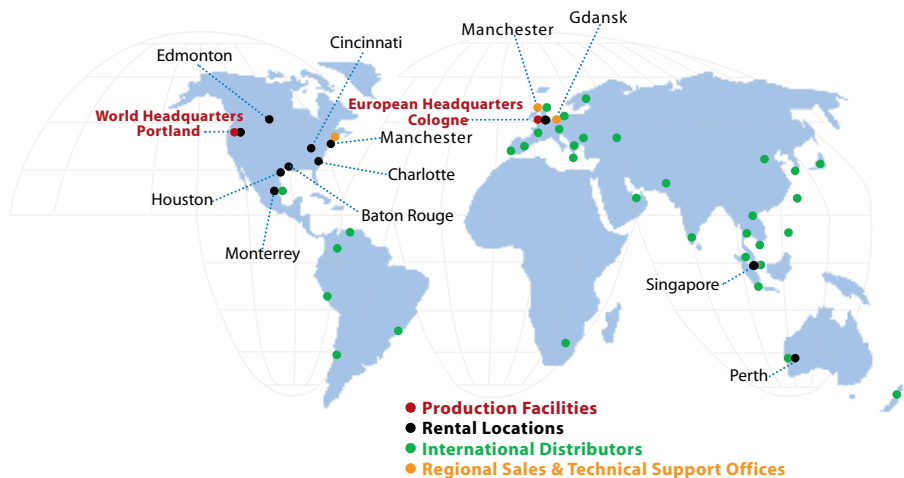 Gdansk
Manchester
Cincinnati
Edmonton
European Headquarters
Cologne
World Headquarters
Portland
Manchester
Charlotte
Houston
Baton Rouge
Monterrey
Singapore
Perth
Production Facilities
Rental Locations
International Distributors
Regional Sales & Technical Support Offices